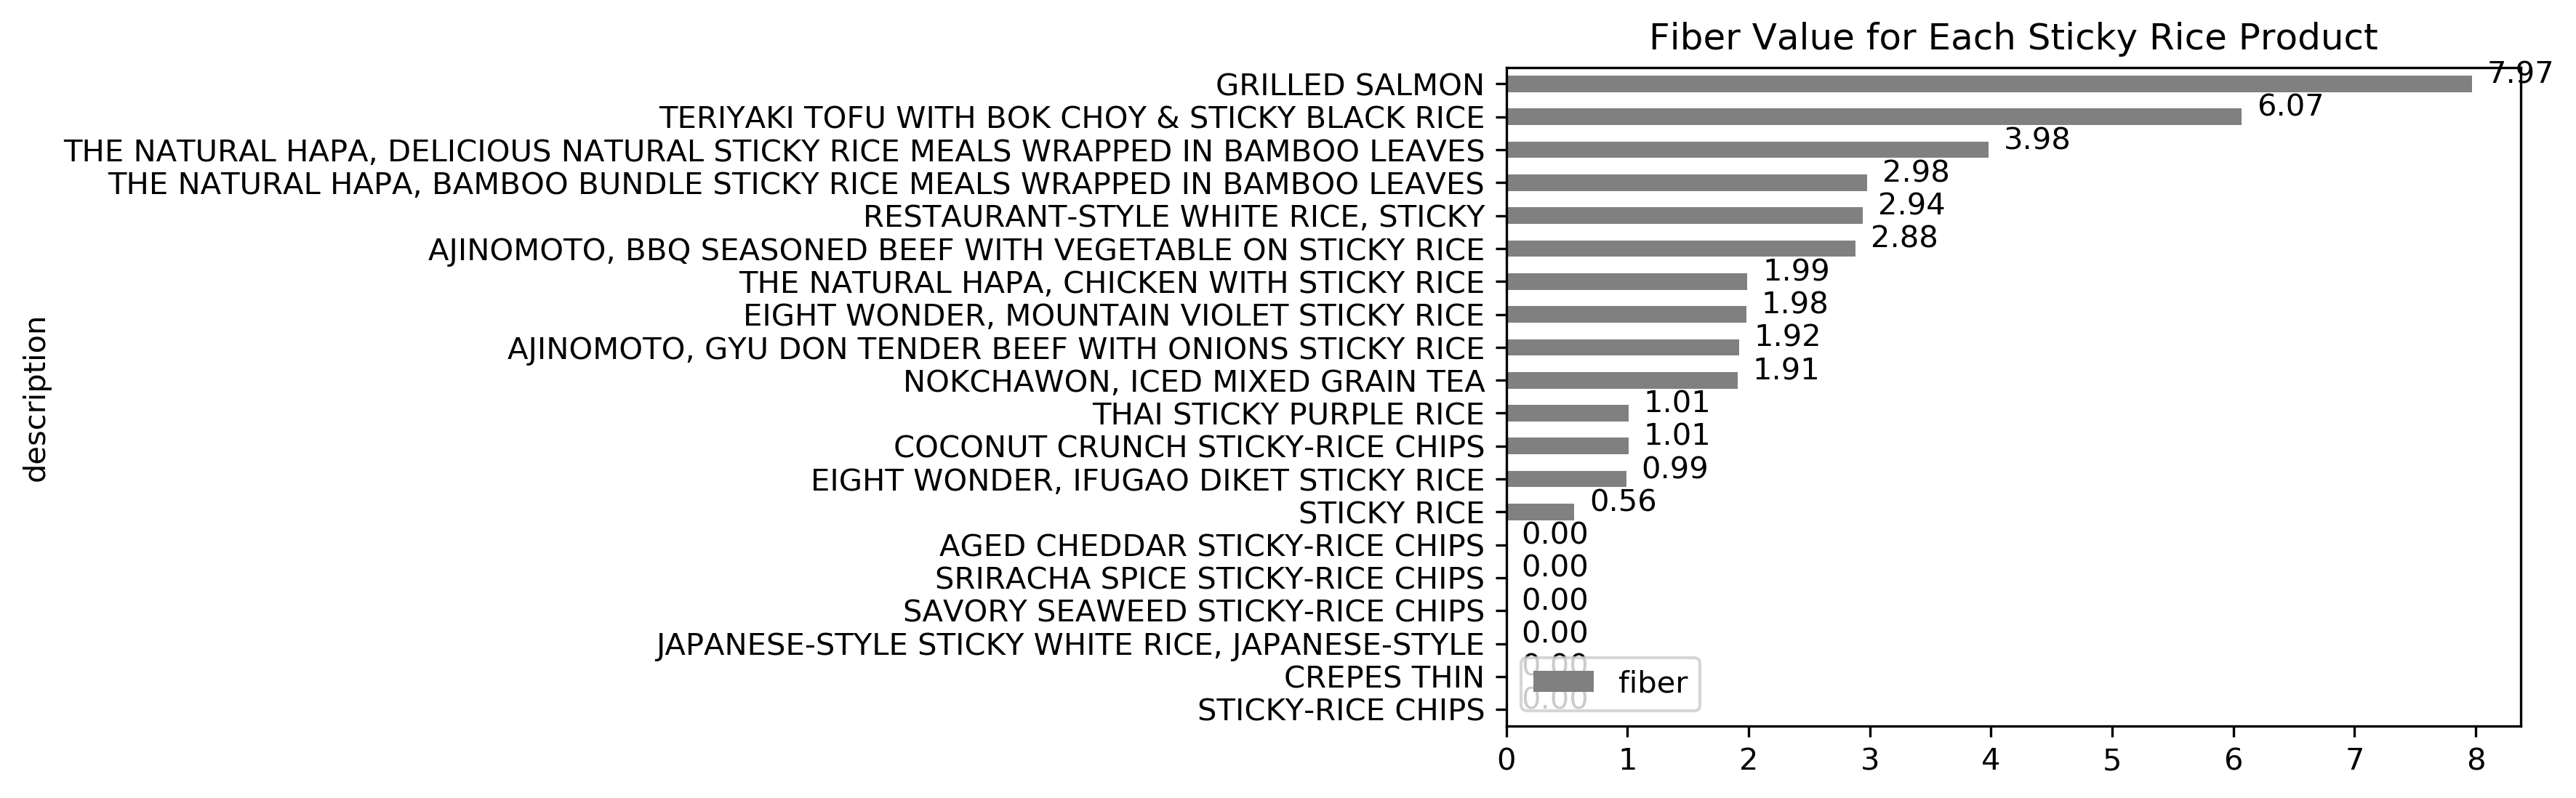 Fiber Value for Each Sticky Rice Product
GRILLED SALMON 7.97
TERIYAKI TOFU WITH BOK CHOY & STICKY BLACK RICE 6.07
THE NATURAL HAPA, DELICIOUS NATURAL STICKY RICE MEALS WRAPPED IN BAMBOO LEAVES 3.98
THE NATURAL HAPA, BAMBOO BUNDLE STICKY RICE MEALS WRAPPED IN BAMBOO LEAVES 2.98
RESTAURANT-STYLE WHITE RICE, STICKY 2.94
AJINOMOTO, BBQ SEASONED BEEF WITH VEGETABLE ON STICKY RICE 2.88
THE NATURAL HAPA, CHICKEN WITH STICKY RICE 1.99
EIGHT WONDER, MOUNTAIN VIOLET STICKY RICE 1.98
AJINOMOTO, GYU DON TENDER BEEF WITH ONIONS STICKY RICE 1.92
NOKCHAWON, ICED MIXED GRAIN TEA 1.91
THAI STICKY PURPLE RICE 1.01
COCONUT CRUNCH STICKY-RICE CHIPS 1.01
EIGHT WONDER, IFUGAO DIKET STICKY RICE 0.99
STICKY RICE 0.56
AGED CHEDDAR STICKY-RICE CHIPS 0.00
SRIRACHA SPICE STICKY-RICE CHIPS 0.00
SAVORY SEAWEED STICKY-RICE CHIPS 0.00
JAPANESE-STYLE STICKY WHITE RICE, JAPANESE-STYLE 0.00
CREPES THIN 0.00
STICKY-RICE CHIPS 0.00
fiber
description
0 1 2 3 4 5 6 7 8